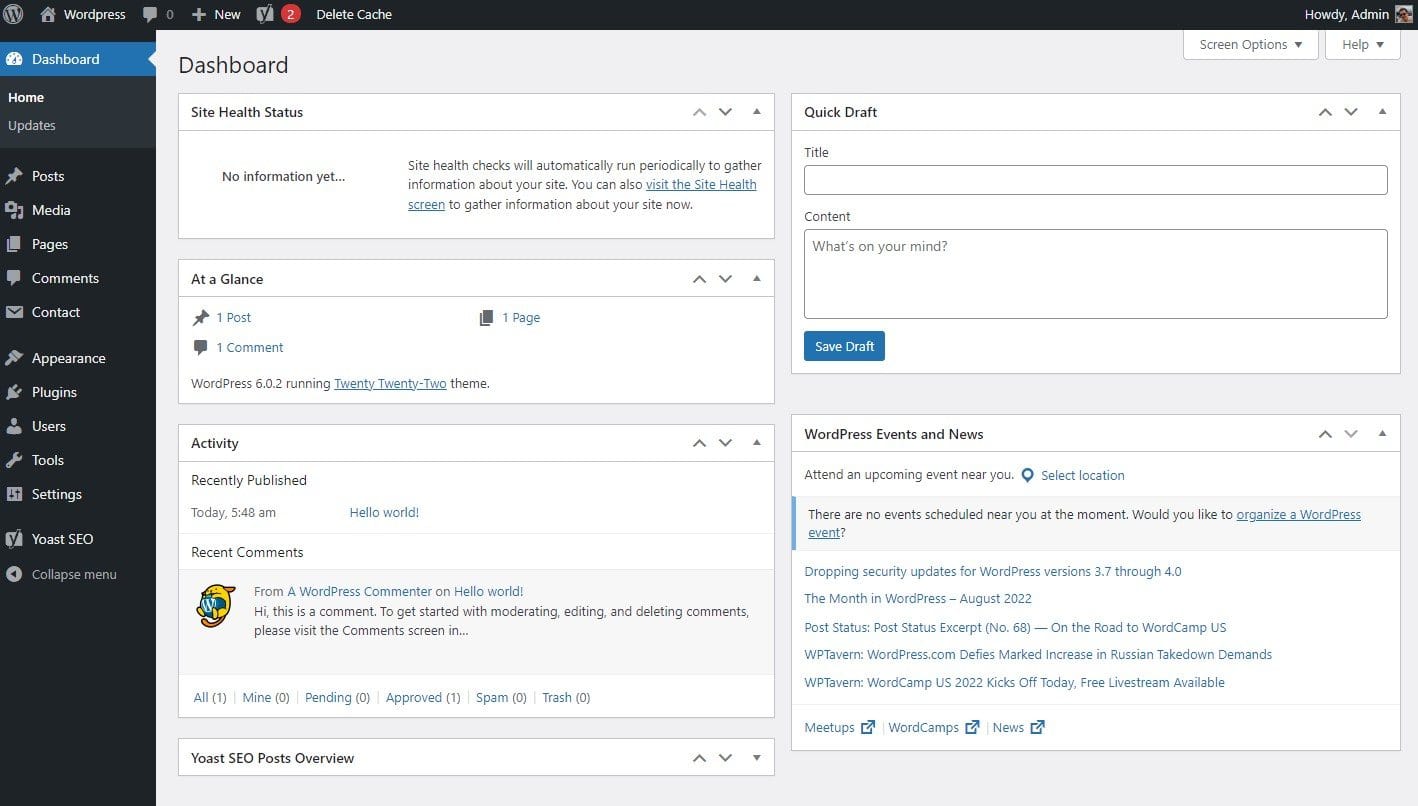 Wordpress
0
New
2
Delete Cache
Howdy, Admin
Dashboard
Home
Updates
Posts
Media
Pages
Comments
Contact
Appearance
Plugins
Users
Tools
Settings
Yoast SEO
Collapse menu
Screen Options
Help
Dashboard
Site Health Status
No information yet...
Site health checks will automatically run periodically to gather
information about your site. You can also visit the Site Health
screen to gather information about your site now.
At a Glance
1 Post
1 Page
1 Comment
WordPress 6.0.2 running Twenty Twenty-Two theme.
Activity
Recently Published
Today, 5:48 am
Hello world!
Recent Comments
From A WordPress Commenter on Hello world!
Hi, this is a comment. To get started with moderating, editing, and deleting comments,
please visit the Comments screen in...
All (1) | Mine (0) | Pending (0) | Approved (1) | Spam (0) | Trash (0)
Yoast SEO Posts Overview
Quick Draft
Title
Content
What's on your mind?
Save Draft
WordPress Events and News
Attend an upcoming event near you. Select location
There are no events scheduled near you at the moment. Would you like to organize a WordPress
event?
Dropping security updates for WordPress versions 3.7 through 4.0
The Month in WordPress – August 2022
Post Status: Post Status Excerpt (No. 68) — On the Road to WordCamp US
WPTavern: WordPress.com Defies Marked Increase in Russian Takedown Demands
WPTavern: WordCamp US 2022 Kicks Off Today, Free Livestream Available
Meetups | WordCamps | News